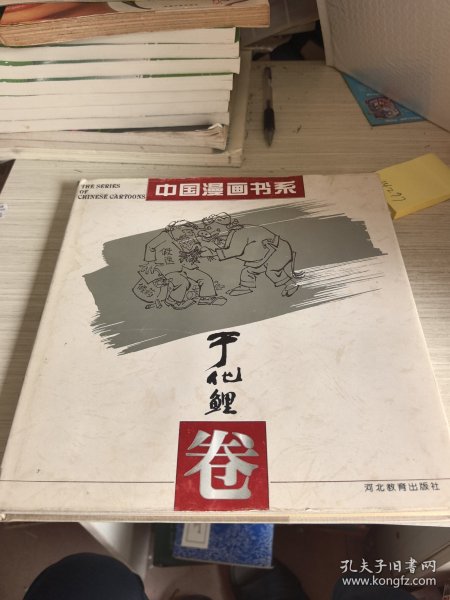 THE SERIES
OF
CHINESE CARTOONS
中国漫画书系
于化鲤
卷
河北教育出版社
孔夫子旧书网
www.kongfz.com